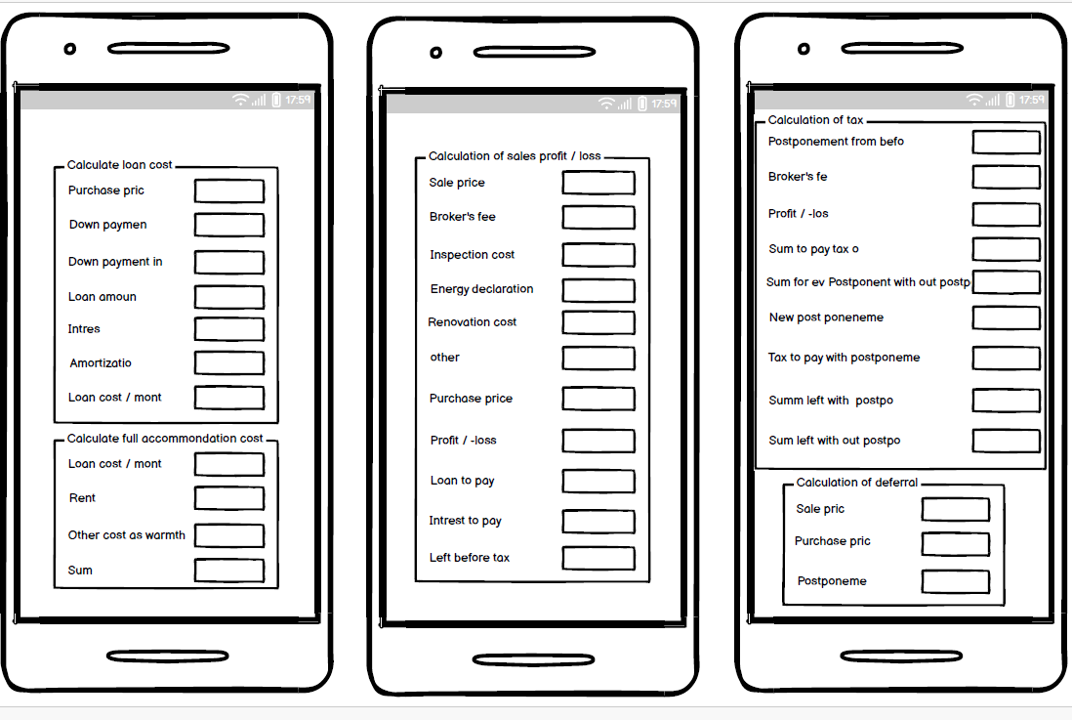 17:59
Calculate loan cost
Purchase pric
Down paymen
Down payment in
Loan amoun
Intres
Amortizatio
Loan cost / mont
Calculate full accommondation cost
Loan cost / mont
Rent
Other cost as warmth
Sum
17:59
Calculation of sales profit / loss
Sale price
Broker's fee
Inspection cost
Energy declaration
Renovation cost
other
Purchase price
Profit / -loss
Loan to pay
Intrest to pay
Left before tax
17:59
Calculation of tax
Postponement from befo
Broker's fe
Profit / -los
Sum to pay tax o
Sum for ev Postponent with out postp
New post poneneme
Tax to pay with postponeme
Summ left with postpo
Sum left with out postpo
Calculation of deferral
Sale pric
Purchase pric
Postponeme